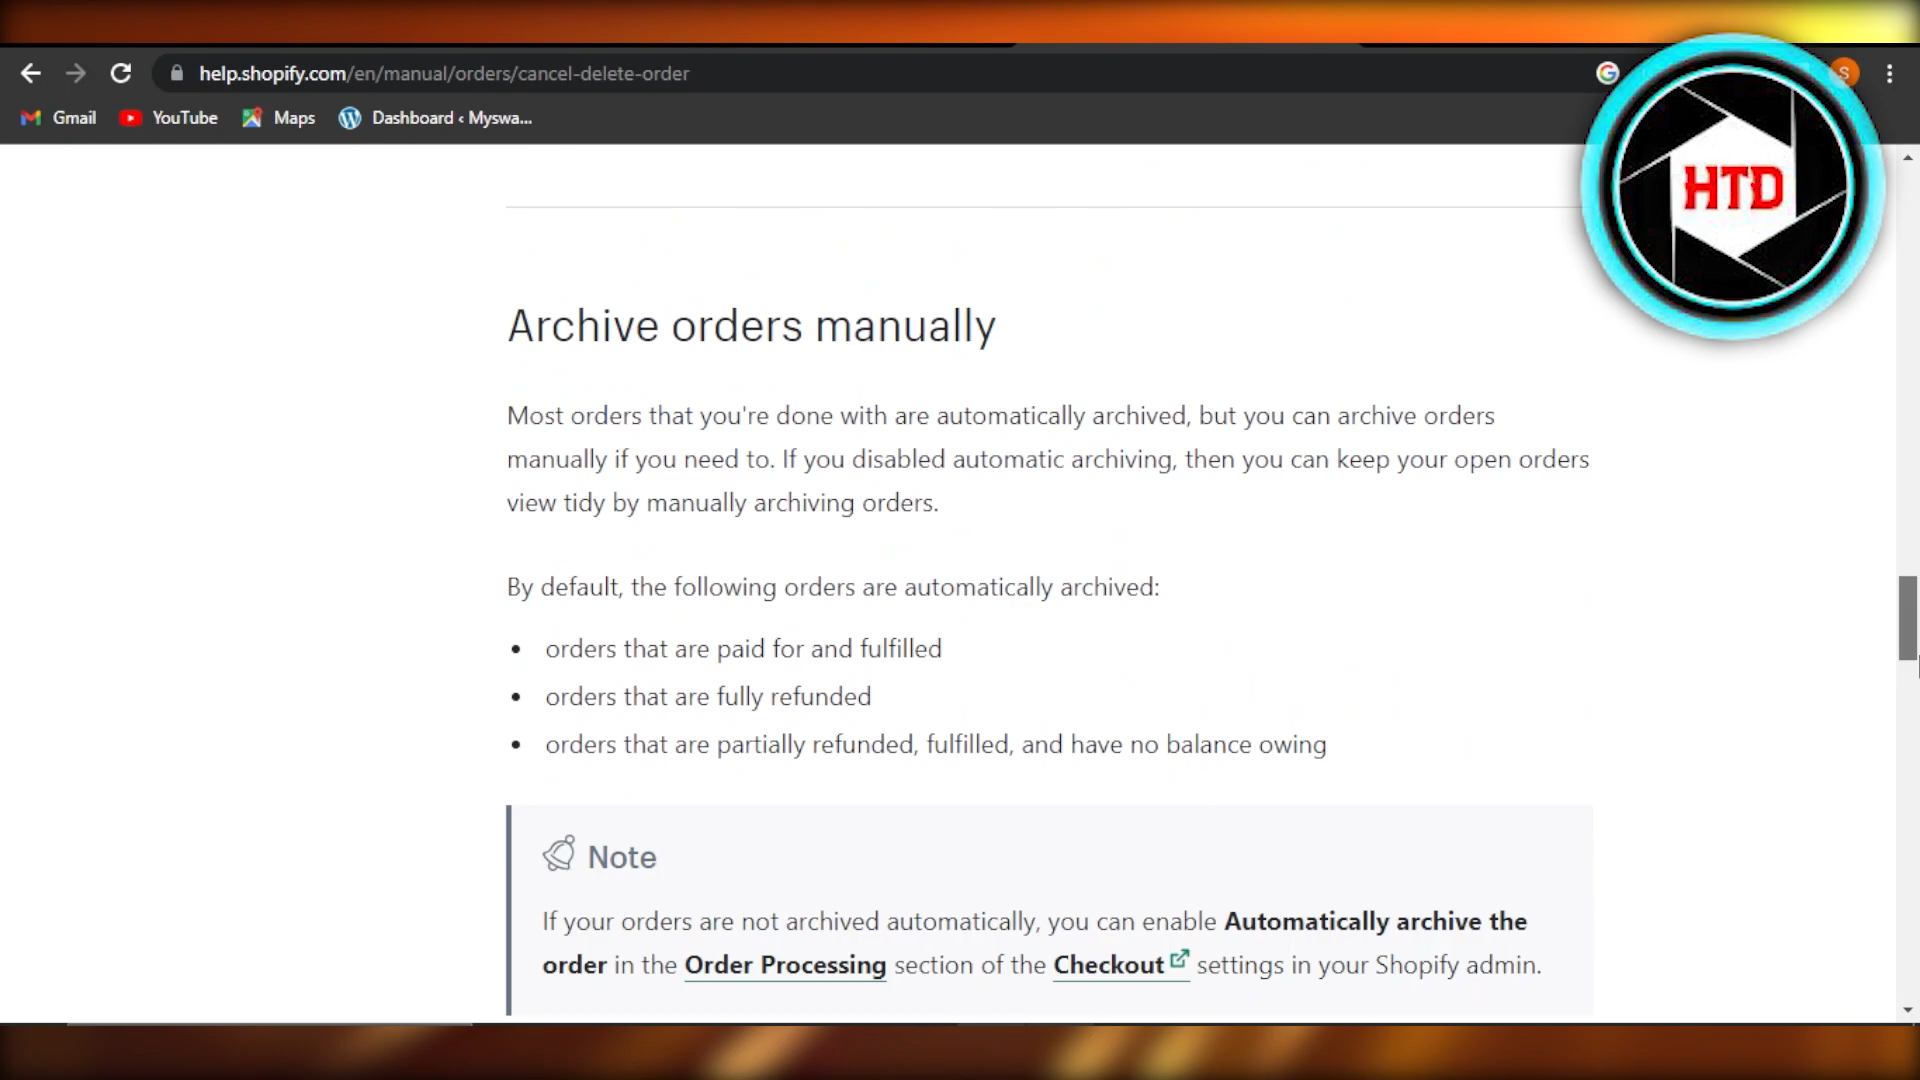 help.shopify.com/en/manual/orders/cancel-delete-order
S
Gmail
YouTube
Maps
Dashboard ‹ Myswa...
HTD
Archive orders manually
Most orders that you're done with are automatically archived, but you can archive orders
manually if you need to. If you disabled automatic archiving, then you can keep your open orders
view tidy by manually archiving orders.
By default, the following orders are automatically archived:
• orders that are paid for and fulfilled
• orders that are fully refunded
• orders that are partially refunded, fulfilled, and have no balance owing
Note
If your orders are not archived automatically, you can enable Automatically archive the
order in the Order Processing section of the Checkout settings in your Shopify admin.